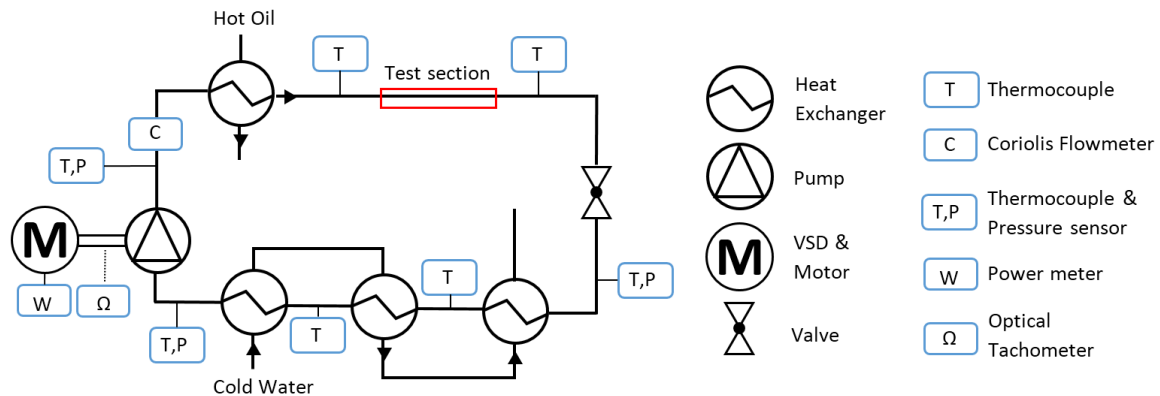 Hot Oil
T
T
Test section
C
T,P
M
W
Ω
T,P
T
T
T,P
Cold Water
Heat
Exchanger
Pump
M
VSD &
Motor
Valve
T
Thermocouple
C
Coriolis Flowmeter
T,P
Thermocouple &
Pressure sensor
W
Power meter
Ω
Optical
Tachometer